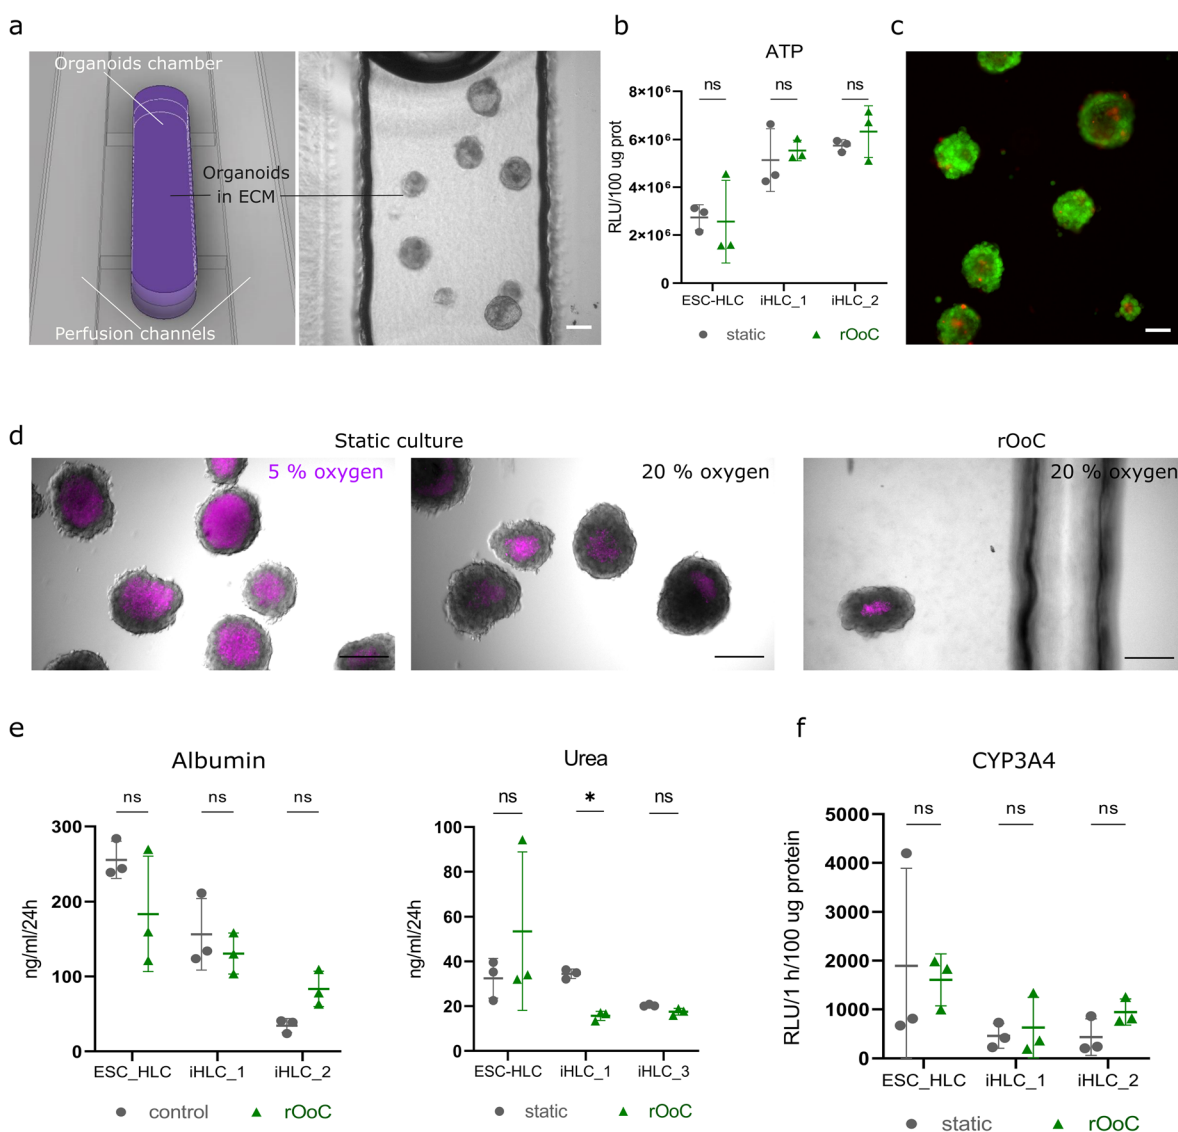 a
Organoids chamber
Organoids
in ECM
Perfusion channels
b
ATP
ns
ns
ns
RLU/100 ug prot
8×10⁶
6×10⁶
4×10⁶
2×10⁶
0
ESC-HLC
iHLC_1
iHLC_2
static
rOoC
c
d
Static culture
rOoC
5 % oxygen
20 % oxygen
20 % oxygen
e
Albumin
ns
ns
ns
ng/ml/24h
300
200
100
0
ESC_HLC
iHLC_1
iHLC_2
control
rOoC
Urea
ns
*
ns
ng/ml/24h
100
80
60
40
20
0
ESC-HLC
iHLC_1
iHLC_3
static
rOoC
f
CYP3A4
ns
ns
ns
RLU/1 h/100 ug protein
5000
4000
3000
2000
1000
0
ESC_HLC
iHLC_1
iHLC_2
static
rOoC